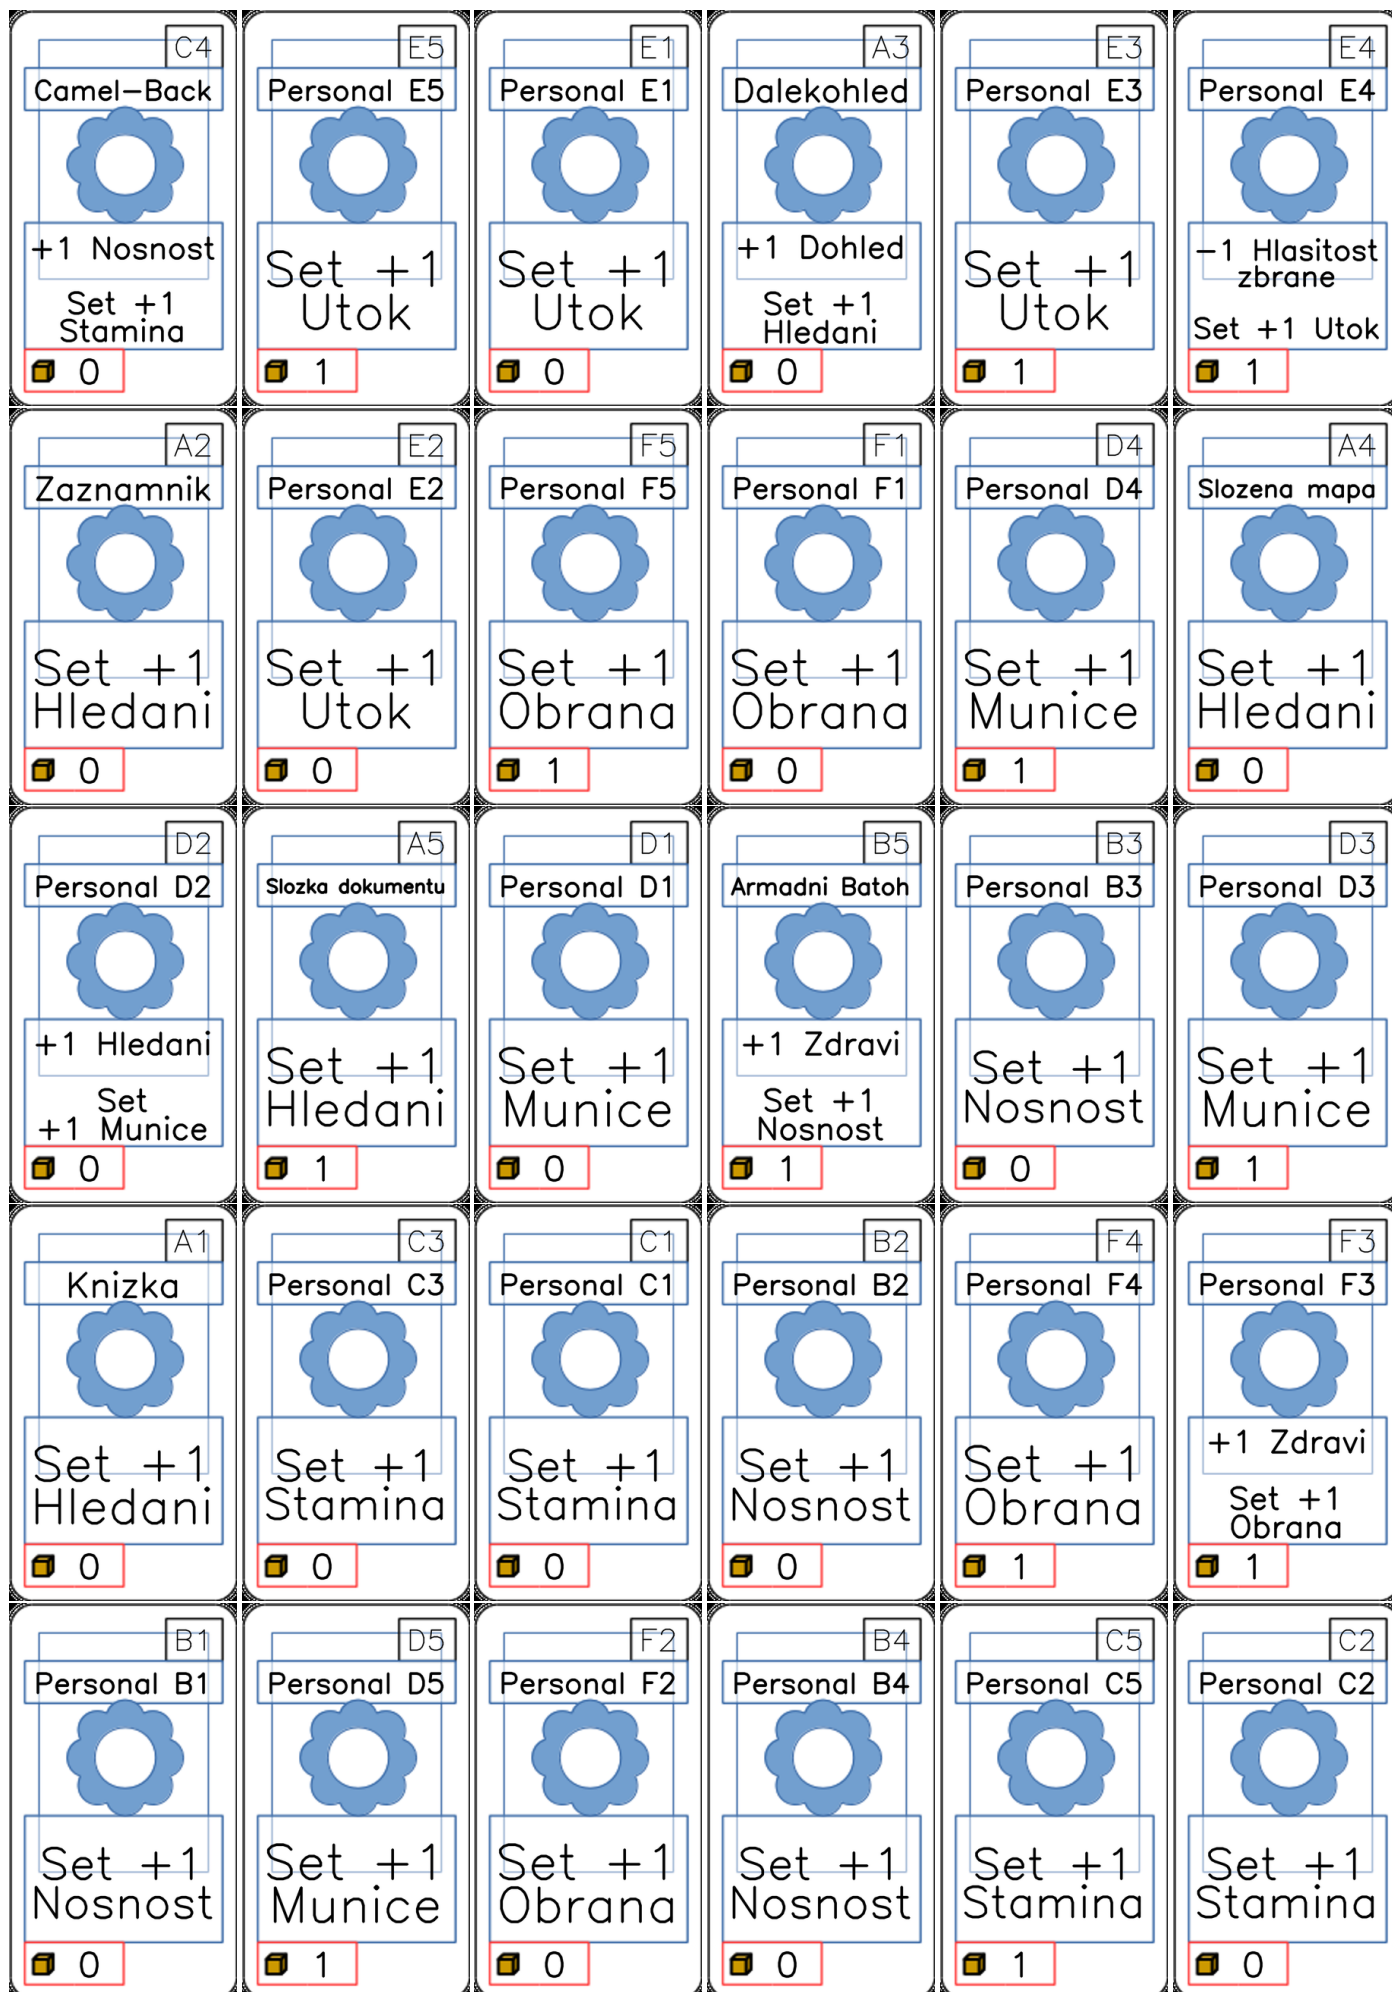 C4
Camel-Back
+1 Nosnost
Set +1
Stamina
0
E5
Personal E5
Set +1
Utok
1
E1
Personal E1
Set +1
Utok
0
A3
Dalekohled
+1 Dohled
Set +1
Hledani
0
E3
Personal E3
Set +1
Utok
1
E4
Personal E4
-1 Hlasitost
zbrane
Set +1 Utok
1
A2
Zaznamnik
Set +1
Hledani
0
E2
Personal E2
Set +1
Utok
0
F5
Personal F5
Set +1
Obrana
1
F1
Personal F1
Set +1
Obrana
0
D4
Personal D4
Set +1
Munice
1
A4
Slozena mapa
Set +1
Hledani
0
D2
Personal D2
+1 Hledani
Set
+1 Munice
0
A5
Slozka dokumentu
Set +1
Hledani
1
D1
Personal D1
Set +1
Munice
0
B5
Armadni Batoh
+1 Zdravi
Set +1
Nosnost
1
B3
Personal B3
Set +1
Nosnost
0
D3
Personal D3
Set +1
Munice
1
A1
Knizka
Set +1
Hledani
0
C3
Personal C3
Set +1
Stamina
0
C1
Personal C1
Set +1
Stamina
0
B2
Personal B2
Set +1
Nosnost
0
F4
Personal F4
Set +1
Obrana
1
F3
Personal F3
+1 Zdravi
Set +1
Obrana
1
B1
Personal B1
Set +1
Nosnost
0
D5
Personal D5
Set +1
Munice
1
F2
Personal F2
Set +1
Obrana
0
B4
Personal B4
Set +1
Nosnost
0
C5
Personal C5
Set +1
Stamina
1
C2
Personal C2
Set +1
Stamina
0